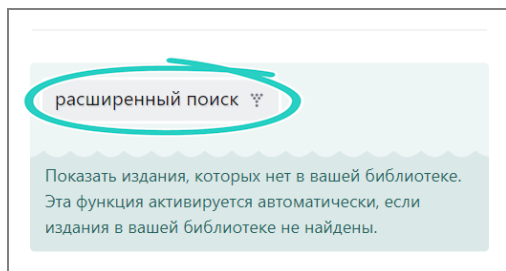 расширенный поиск
Показать издания, которых нет в вашей библиотеке.
Эта функция активируется автоматически, если
издания в вашей библиотеке не найдены.